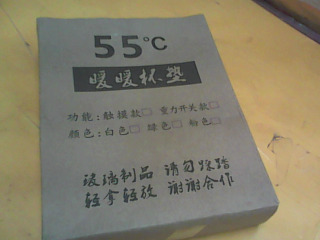 55℃
暖暖杯垫
功能:触摸款□ 重力开关款□
颜色:白色□ 绿色□ 粉色□
玻璃制品 请勿踩踏
轻拿轻放 谢谢合作